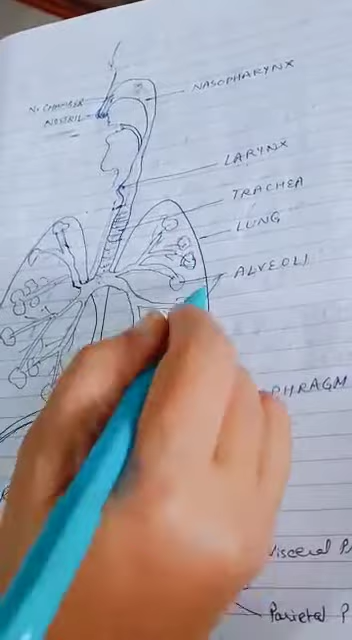 NASOPHARYNX
N. CHAMBER
NOSTRIL
LARYNX
TRACHEA
LUNG
ALVEOLI
PHRAGM
Visceral P
Parietal P